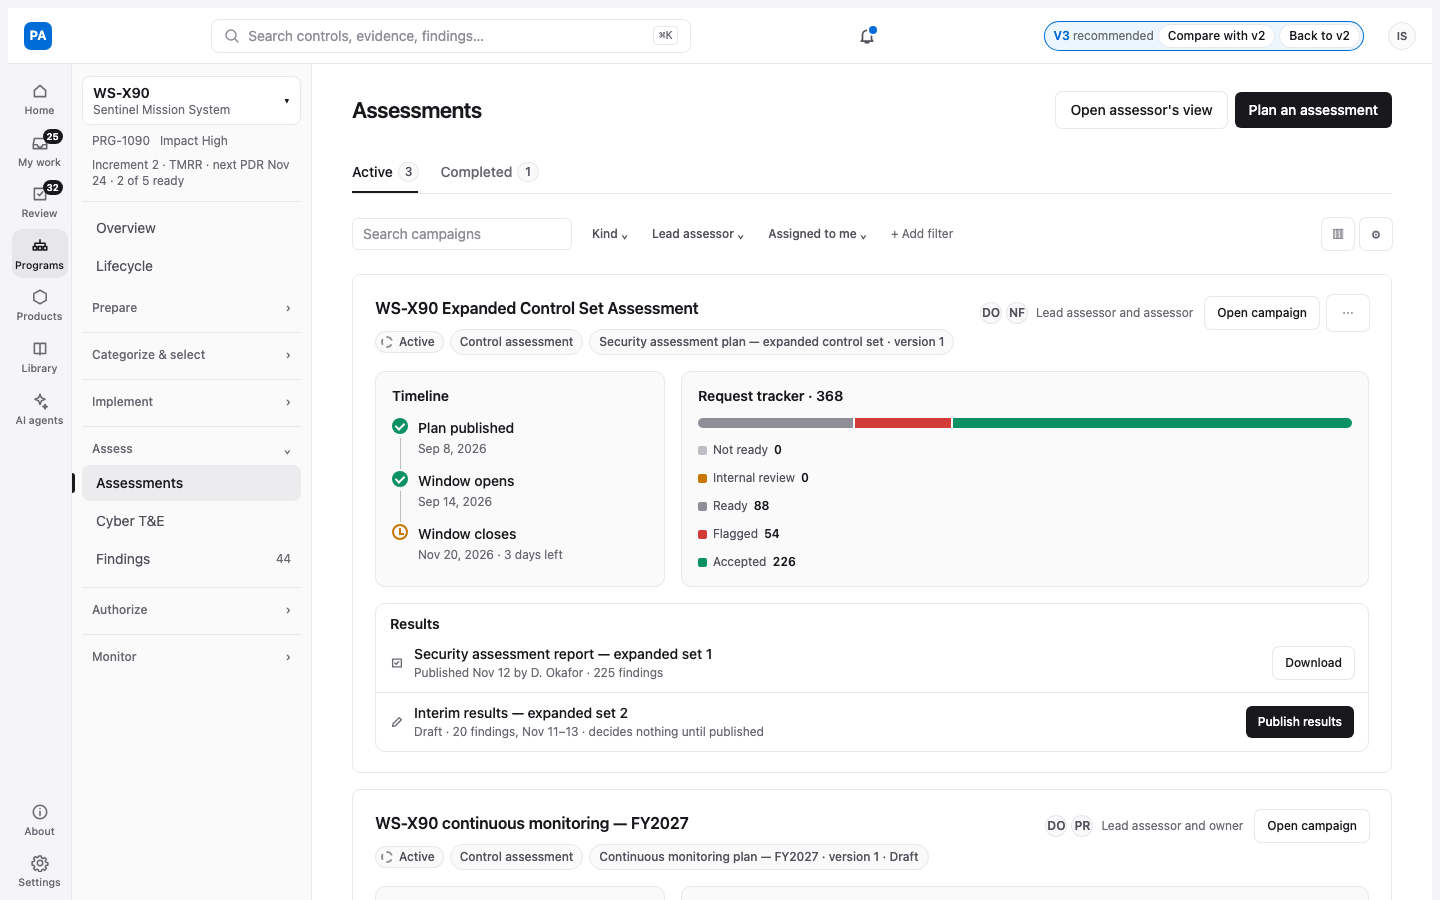 PA
Search controls, evidence, findings...
⌘K
V3 recommended
Compare with v2
Back to v2
IS
Home
25
My work
32
Review
Programs
Products
Library
AI agents
About
Settings
WS-X90
Sentinel Mission System
PRG-1090 Impact High
Increment 2 · TMRR · next PDR Nov
24 · 2 of 5 ready
Overview
Lifecycle
Prepare
Categorize & select
Implement
Assess
Assessments
Cyber T&E
Findings 44
Authorize
Monitor
Assessments
Open assessor's view
Plan an assessment
Active 3
Completed 1
Search campaigns
Kind
Lead assessor
Assigned to me
+ Add filter
WS-X90 Expanded Control Set Assessment
DO NF Lead assessor and assessor
Open campaign
...
Active
Control assessment
Security assessment plan — expanded control set · version 1
Timeline
Plan published
Sep 8, 2026
Window opens
Sep 14, 2026
Window closes
Nov 20, 2026 · 3 days left
Request tracker · 368
Not ready 0
Internal review 0
Ready 88
Flagged 54
Accepted 226
Results
Security assessment report — expanded set 1
Published Nov 12 by D. Okafor · 225 findings
Download
Interim results — expanded set 2
Draft · 20 findings, Nov 11–13 · decides nothing until published
Publish results
WS-X90 continuous monitoring — FY2027
DO PR Lead assessor and owner
Open campaign
Active
Control assessment
Continuous monitoring plan — FY2027 · version 1 · Draft